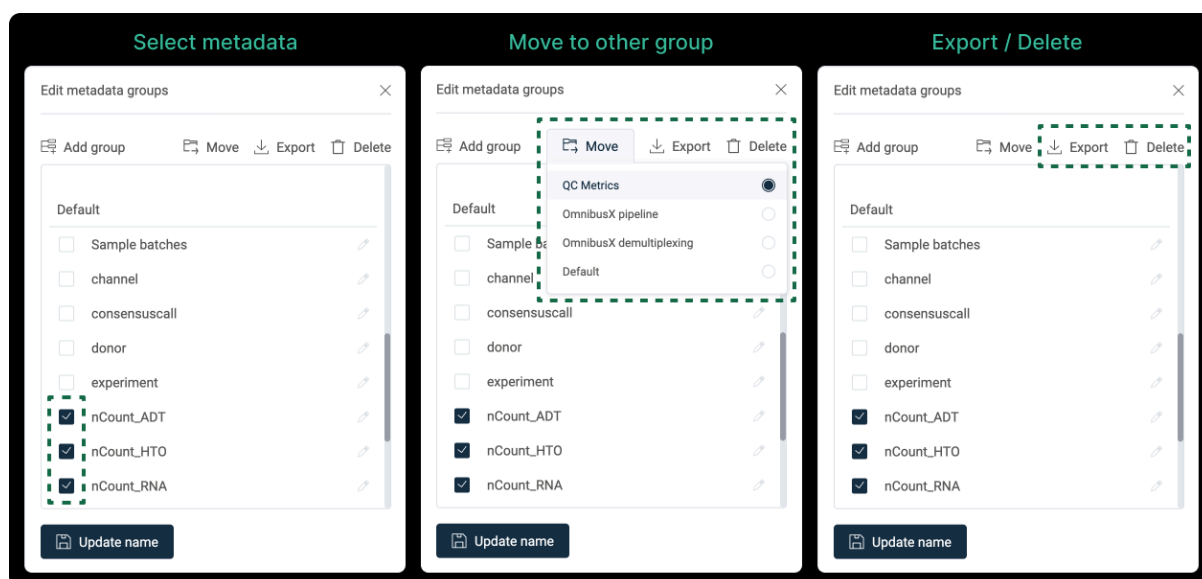 Select metadata
Edit metadata groups
Add group Move Export Delete
Default
Sample batches
channel
consensuscall
donor
experiment
nCount_ADT
nCount_HTO
nCount_RNA
Update name
Move to other group
Edit metadata groups
Add group Move Export Delete
QC Metrics
OmnibusX pipeline
OmnibusX demultiplexing
Default
Default
Sample
channel
consensuscall
donor
experiment
nCount_ADT
nCount_HTO
nCount_RNA
Update name
Export / Delete
Edit metadata groups
Add group Move Export Delete
Default
Sample batches
channel
consensuscall
donor
experiment
nCount_ADT
nCount_HTO
nCount_RNA
Update name